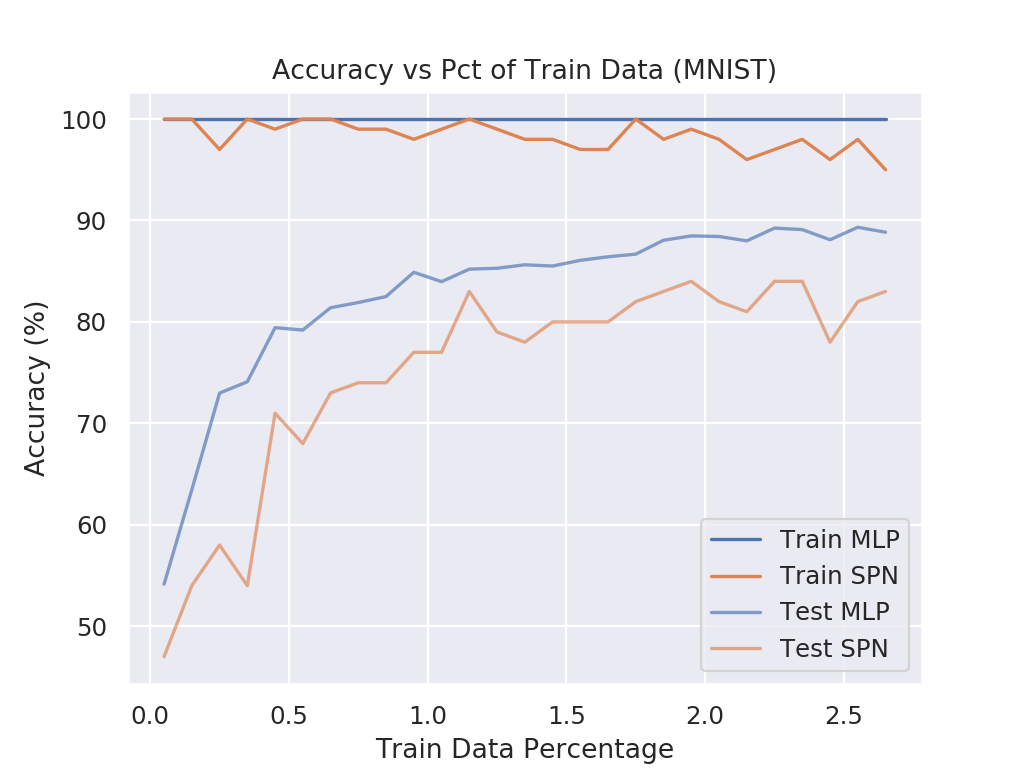 Accuracy vs Pct of Train Data (MNIST)
100
90
80
70
60
50
Accuracy (%)
Train MLP
Train SPN
Test MLP
Test SPN
0.0 0.5 1.0 1.5 2.0 2.5
Train Data Percentage